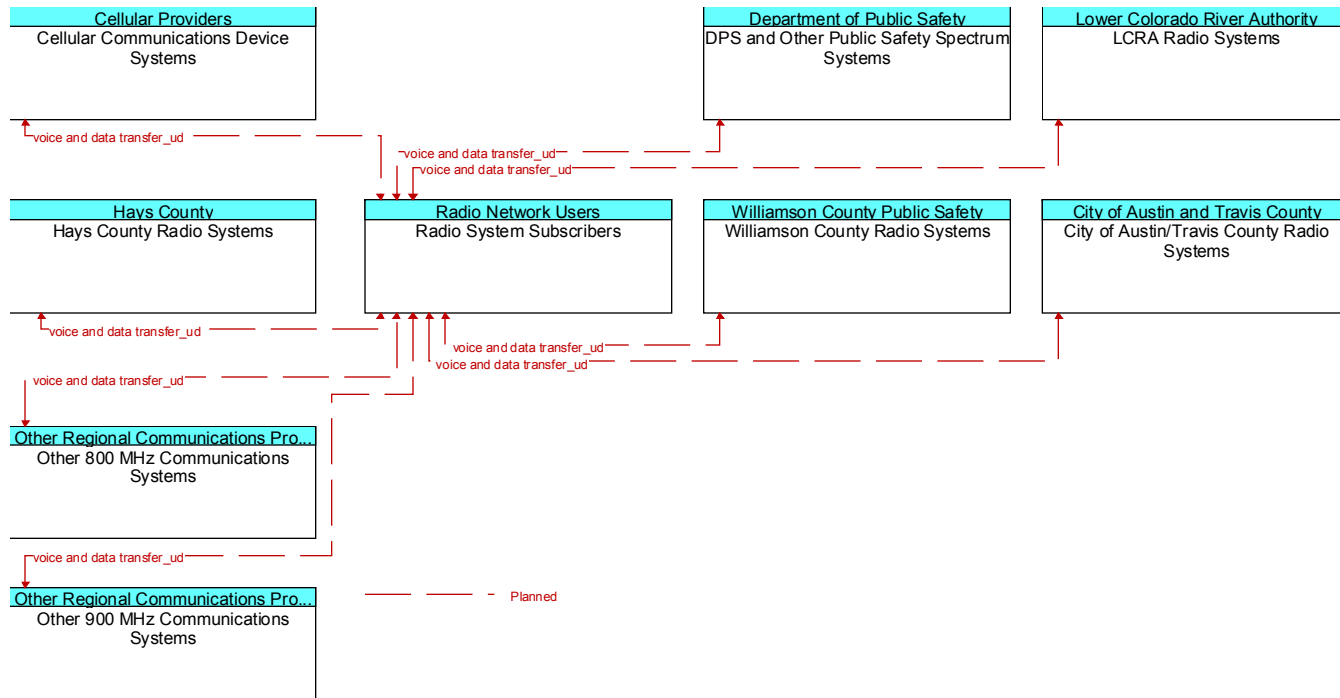 Cellular Providers
Cellular Communications Device
Systems
Department of Public Safety
DPS and Other Public Safety Spectrum
Systems
Lower Colorado River Authority
LCRA Radio Systems
voice and data transfer_ud
voice and data transfer_ud
voice and data transfer_ud
Hays County
Hays County Radio Systems
Radio Network Users
Radio System Subscribers
Williamson County Public Safety
Williamson County Radio Systems
City of Austin and Travis County
City of Austin/Travis County Radio
Systems
voice and data transfer_ud
voice and data transfer_ud
voice and data transfer_ud
voice and data transfer_ud
Other Regional Communications Pro...
Other 800 MHz Communications
Systems
voice and data transfer_ud
Other Regional Communications Pro...
Other 900 MHz Communications
Systems
Planned